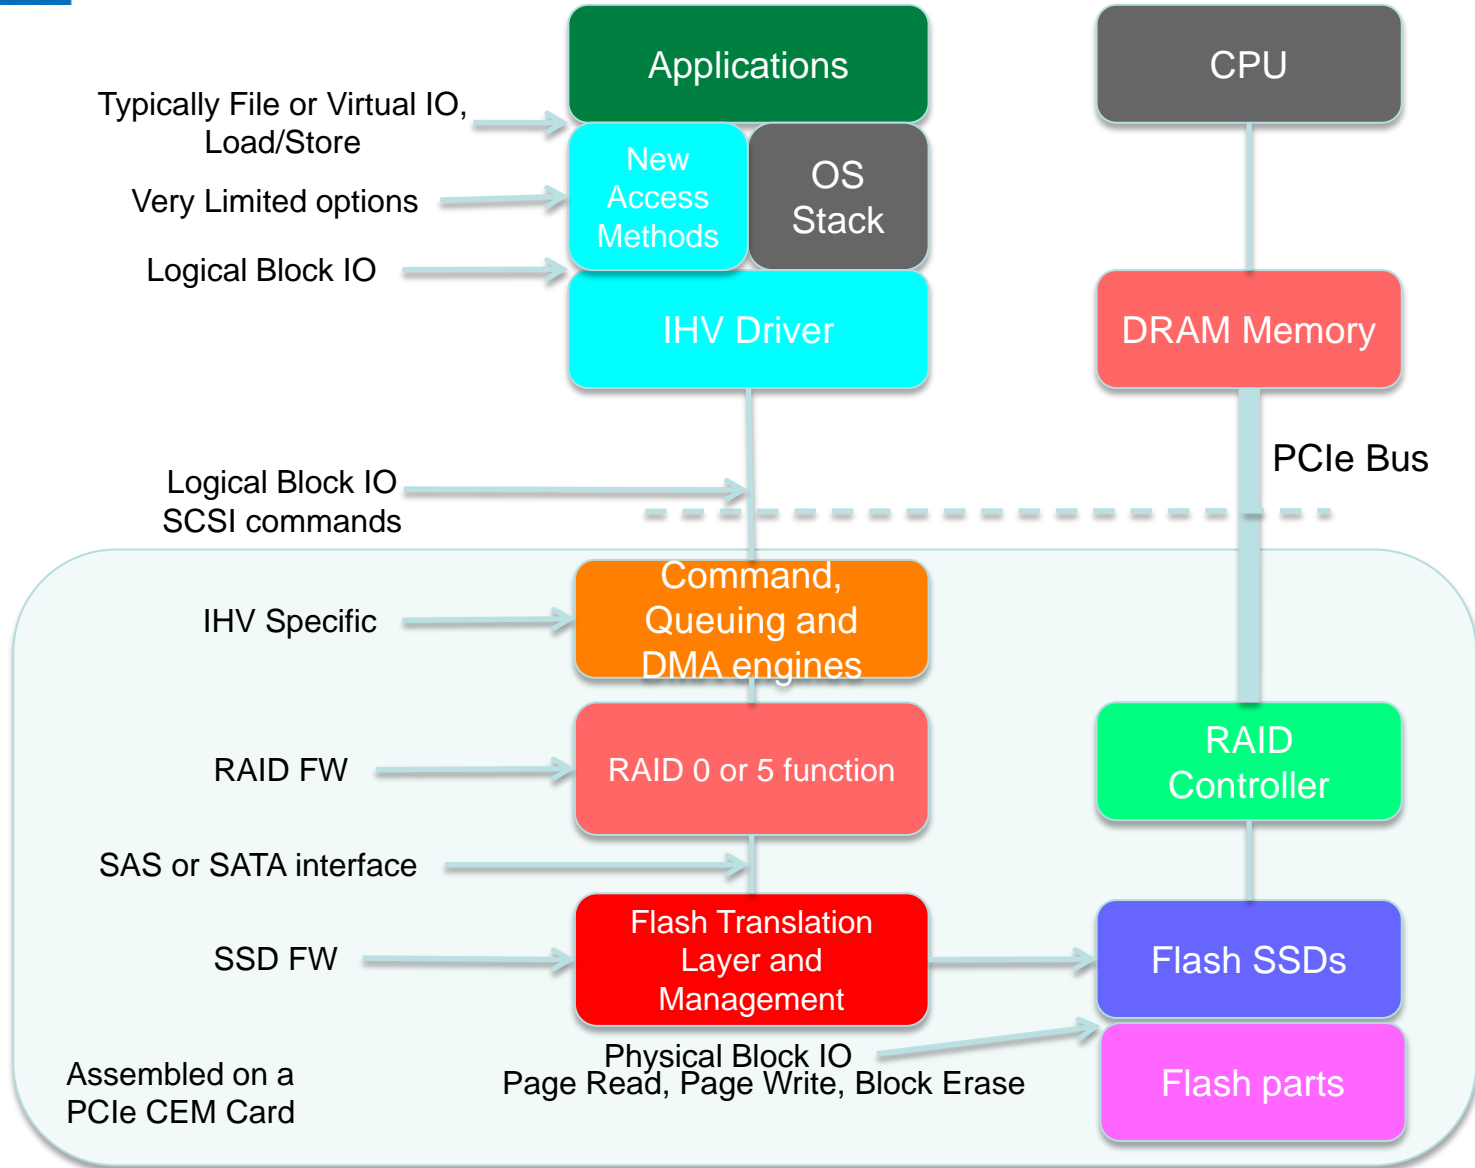 Applications
CPU
Typically File or Virtual IO,
Load/Store
New
Access
Methods
OS
Stack
Very Limited options
Logical Block IO
IHV Driver
DRAM Memory
PCIe Bus
Logical Block IO
SCSI commands
Command,
Queuing and
DMA engines
IHV Specific
RAID FW
RAID 0 or 5 function
RAID
Controller
SAS or SATA interface
Flash Translation
Layer and
Management
SSD FW
Flash SSDs
Physical Block IO
Page Read, Page Write, Block Erase
Flash parts
Assembled on a
PCIe CEM Card